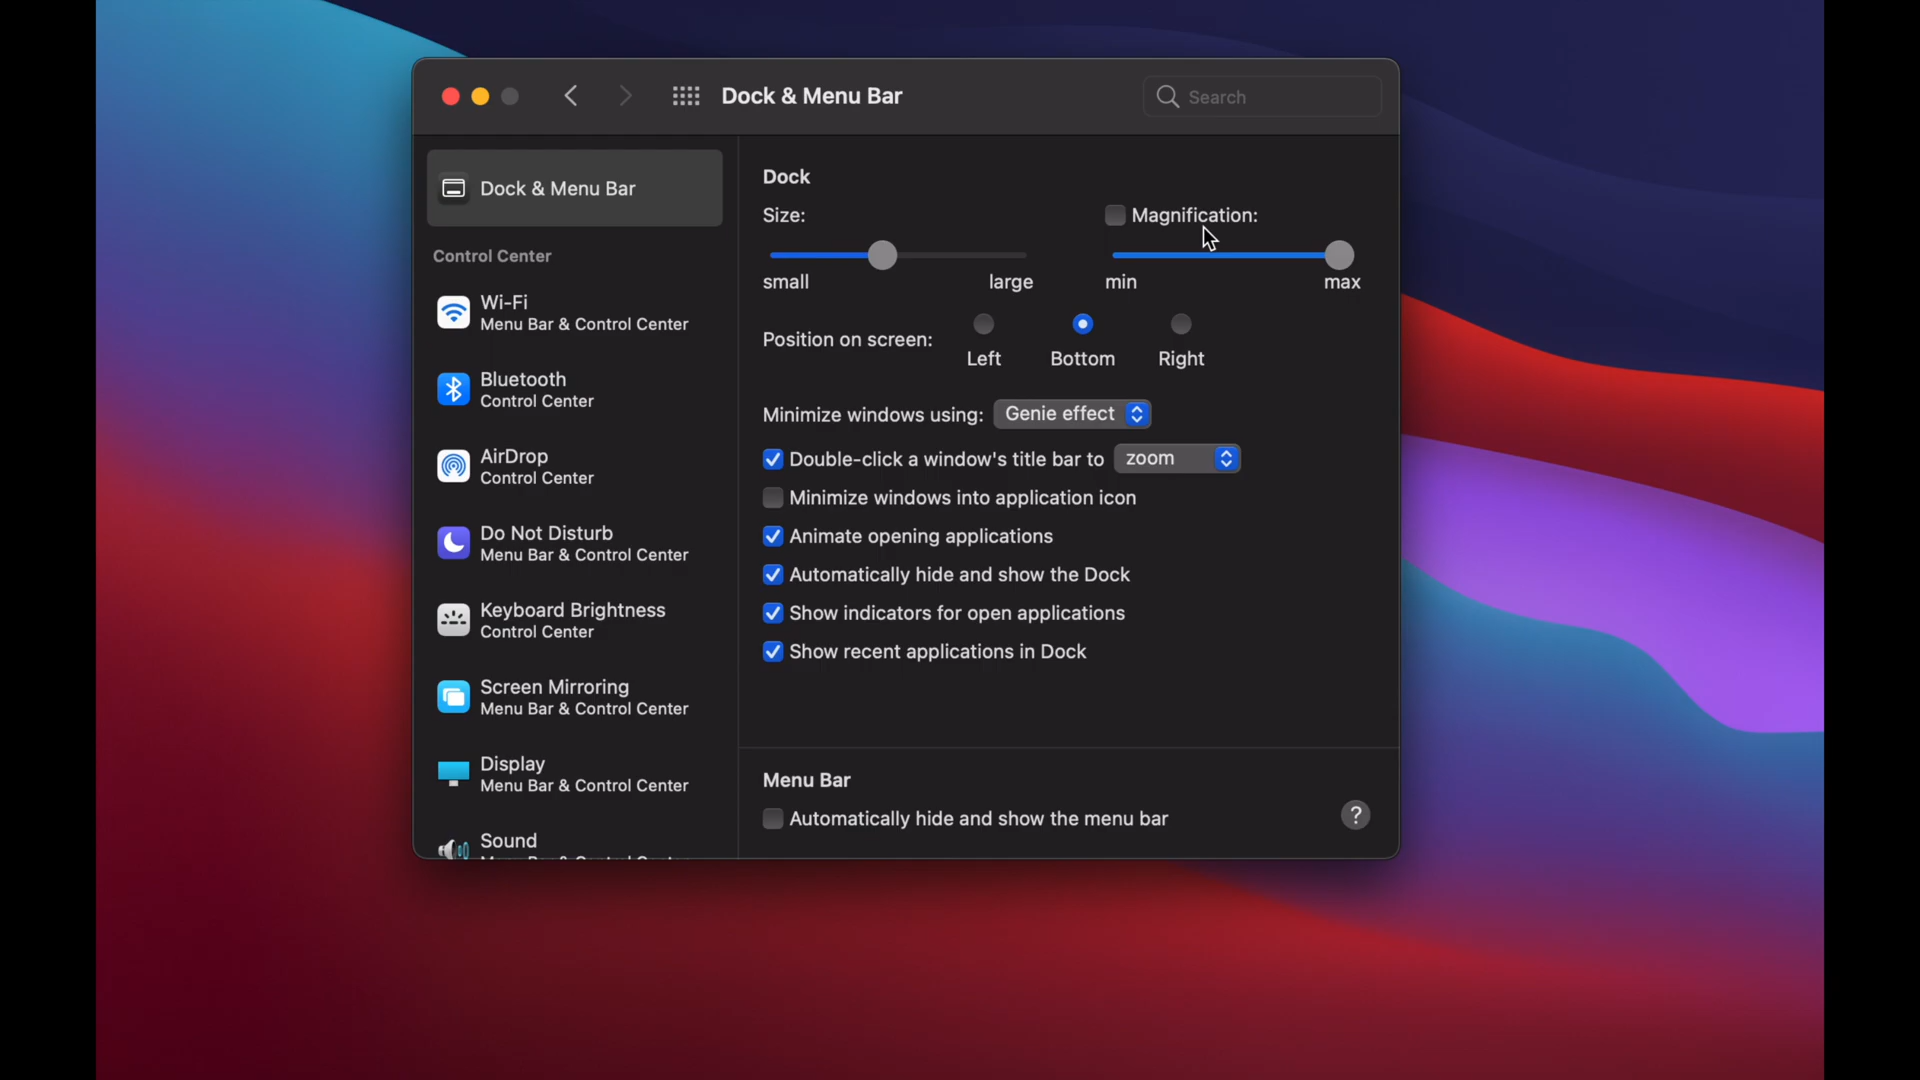 Dock & Menu Bar
Search
Dock & Menu Bar
Control Center
Wi-Fi
Menu Bar & Control Center
Bluetooth
Control Center
AirDrop
Control Center
Do Not Disturb
Menu Bar & Control Center
Keyboard Brightness
Control Center
Screen Mirroring
Menu Bar & Control Center
Display
Menu Bar & Control Center
Sound
Dock
Size:
Magnification:
small large
min max
Position on screen:
Left Bottom Right
Minimize windows using: Genie effect
Double-click a window's title bar to zoom
Minimize windows into application icon
Animate opening applications
Automatically hide and show the Dock
Show indicators for open applications
Show recent applications in Dock
Menu Bar
Automatically hide and show the menu bar
?